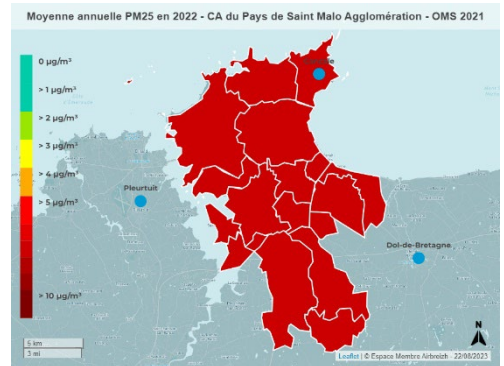 Moyenne annuelle PM25 en 2022 - CA du Pays de Saint Malo Agglomération - OMS 2021
0 µg/m³
> 1 µg/m³
> 2 µg/m³
> 3 µg/m³
> 4 µg/m³
> 5 µg/m³
> 10 µg/m³
Pleurtuit
Dol-de-Bretagne
5 km
3 mi
N
Leaflet | © Espace Membre Airbreizh - 22/08/2023